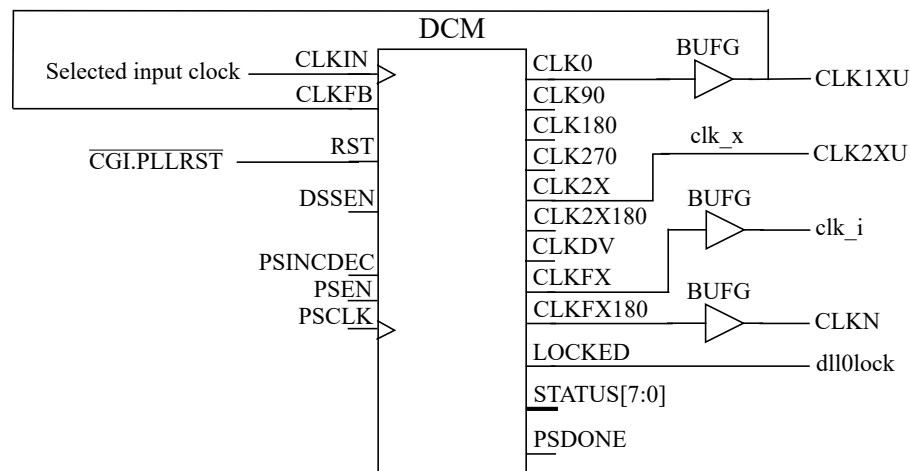 DCM
CLKIN
CLK0
BUFG
Selected input clock
CLK1XU
CLKFB
CLK90
CLK180
RST
clk_x
CGI.PLLRST
CLK270
CLK2XU
CLK2X
DSSEN
BUFG
CLK2X180
clk_i
CLKDV
PSINCDEC
CLKFX
PSEN
BUFG
CLKFX180
PSCLK
CLKN
LOCKED
dll0lock
STATUS[7:0]
PSDONE